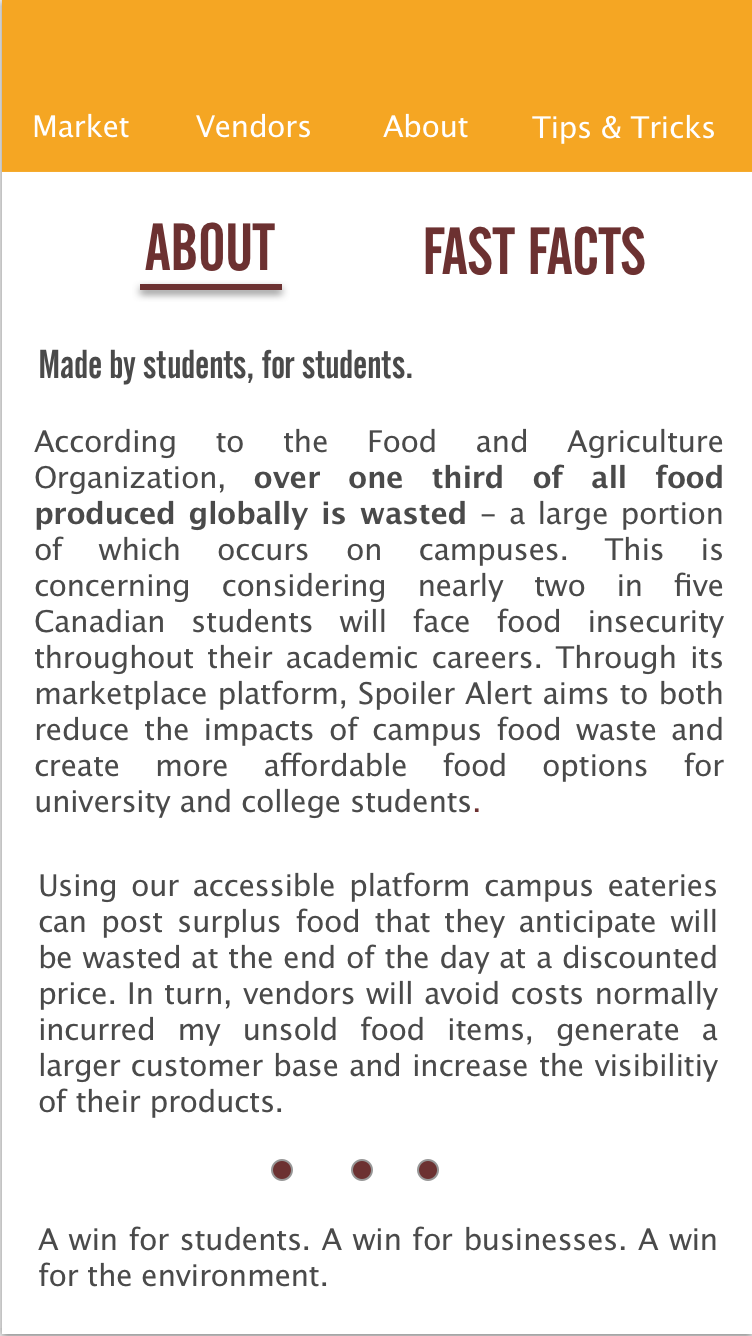 Market Vendors About Tips & Tricks
ABOUT FAST FACTS
Made by students, for students.
According to the Food and Agriculture
Organization, over one third of all food
produced globally is wasted – a large portion
of which occurs on campuses. This is
concerning considering nearly two in five
Canadian students will face food insecurity
throughout their academic careers. Through its
marketplace platform, Spoiler Alert aims to both
reduce the impacts of campus food waste and
create more affordable food options for
university and college students.
Using our accessible platform campus eateries
can post surplus food that they anticipate will
be wasted at the end of the day at a discounted
price. In turn, vendors will avoid costs normally
incurred my unsold food items, generate a
larger customer base and increase the visibilitiy
of their products.
A win for students. A win for businesses. A win
for the environment.